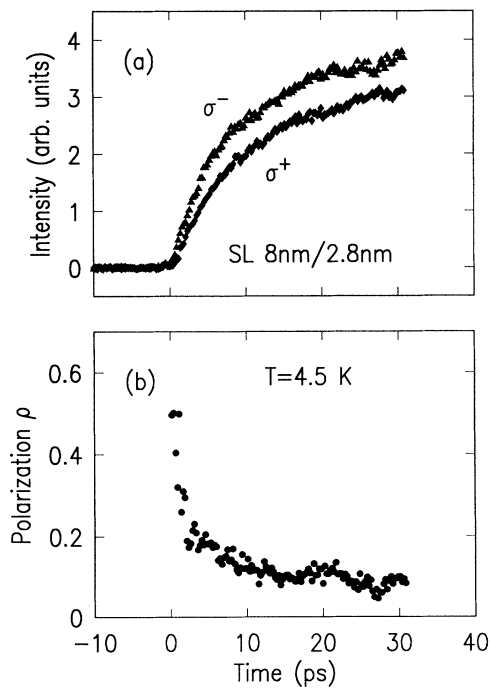 4
(a)
3
σ⁻
2
σ⁺
1
SL 8nm/2.8nm
0
Intensity (arb. units)
0.6
(b)
T=4.5 K
0.4
0.2
0
Polarization ρ
−10 0 10 20 30 40
Time (ps)